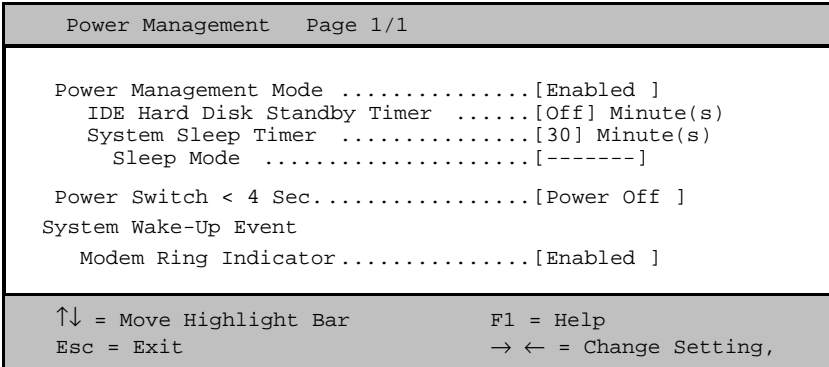 Power Management   Page 1/1
Power Management Mode ...............[Enabled ]
IDE Hard Disk Standby Timer ......[Off] Minute(s)
System Sleep Timer ...............[30] Minute(s)
Sleep Mode .....................[-------]
Power Switch < 4 Sec.................[Power Off ]
System Wake-Up Event
Modem Ring Indicator...............[Enabled ]
↑↓ = Move Highlight Bar          F1 = Help
Esc = Exit                       → ← = Change Setting,